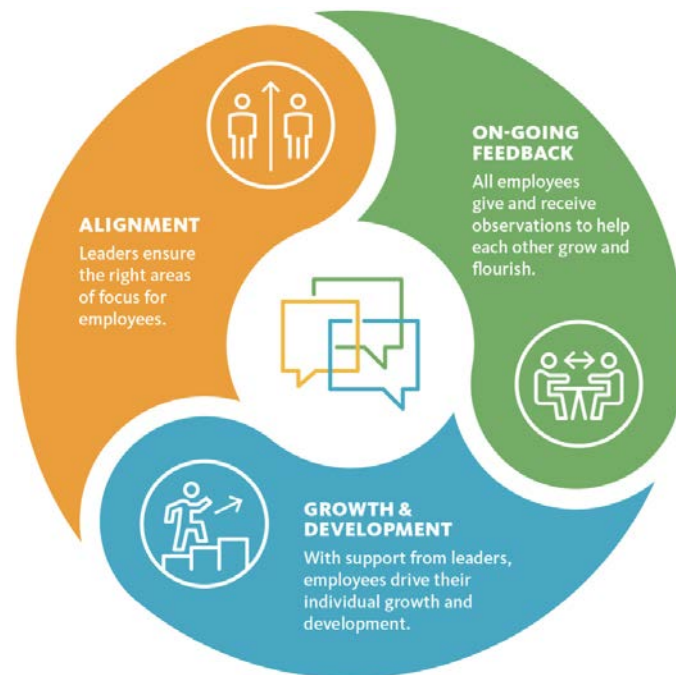 ALIGNMENT
Leaders ensure
the right areas
of focus for
employees.
ON-GOING
FEEDBACK
All employees
give and receive
observations to help
each other grow and
flourish.
GROWTH &
DEVELOPMENT
With support from leaders,
employees drive their
individual growth and
development.